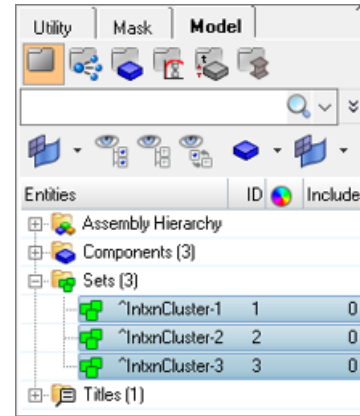 Utility Mask Model
Entities ID Include
Assembly Hierarchy
Components (3)
Sets (3)
^IntxnCluster-1 1 0
^IntxnCluster-2 2 0
^IntxnCluster-3 3 0
Titles (1)